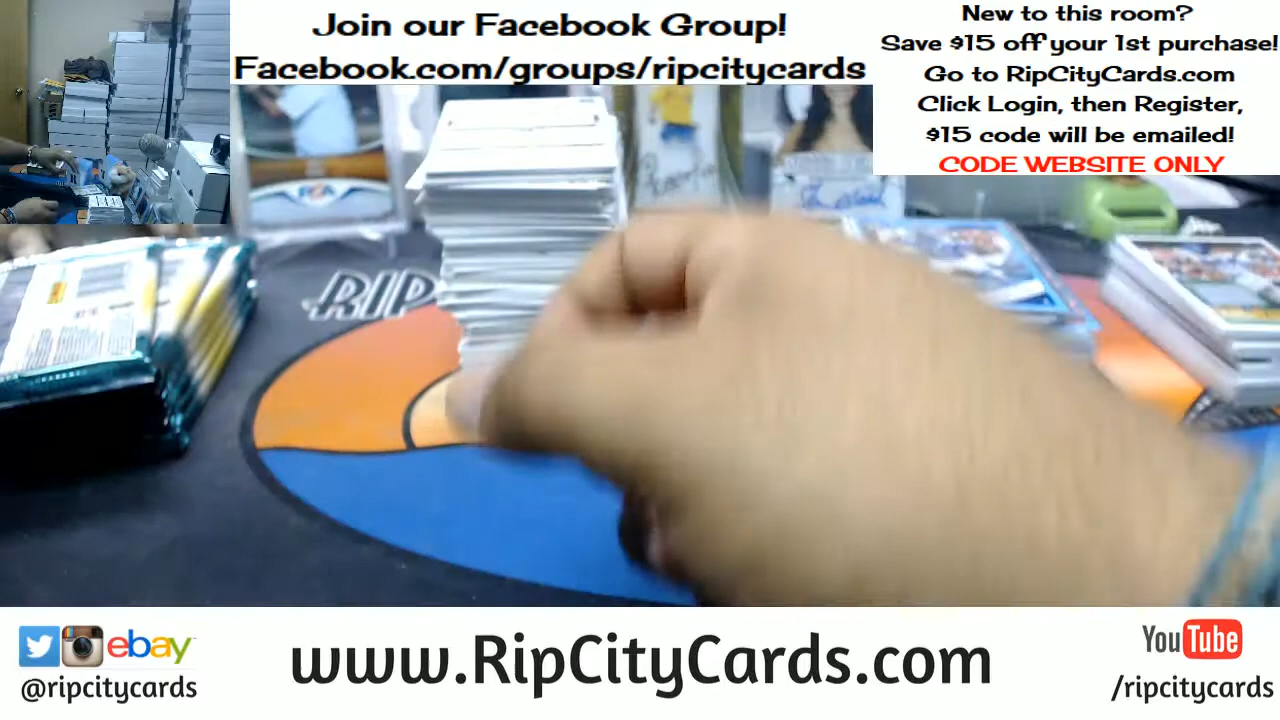 Join our Facebook Group!
Facebook.com/groups/ripcitycards
New to this room?
Save $15 off your 1st purchase!
Go to RipCityCards.com
Click Login, then Register,
$15 code will be emailed!
CODE WEBSITE ONLY
RIP
ebay
@ripcitycards
www.RipCityCards.com
YouTube
/ripcitycards